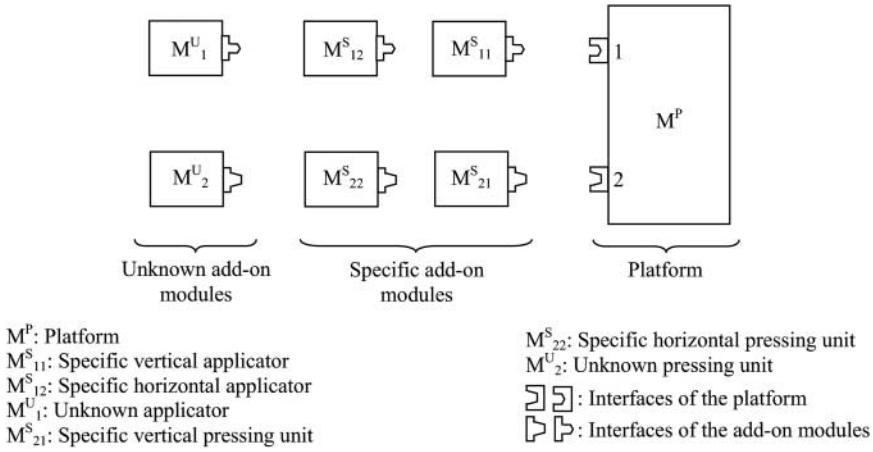 M^U_1 M^S_12 M^S_11 1
M^P
M^U_2 M^S_22 M^S_21 2
Unknown add-on modules
Specific add-on modules
Platform
M^P: Platform
M^S_11: Specific vertical applicator
M^S_12: Specific horizontal applicator
M^U_1: Unknown applicator
M^S_21: Specific vertical pressing unit
M^S_22: Specific horizontal pressing unit
M^U_2: Unknown pressing unit
: Interfaces of the platform
: Interfaces of the add-on modules